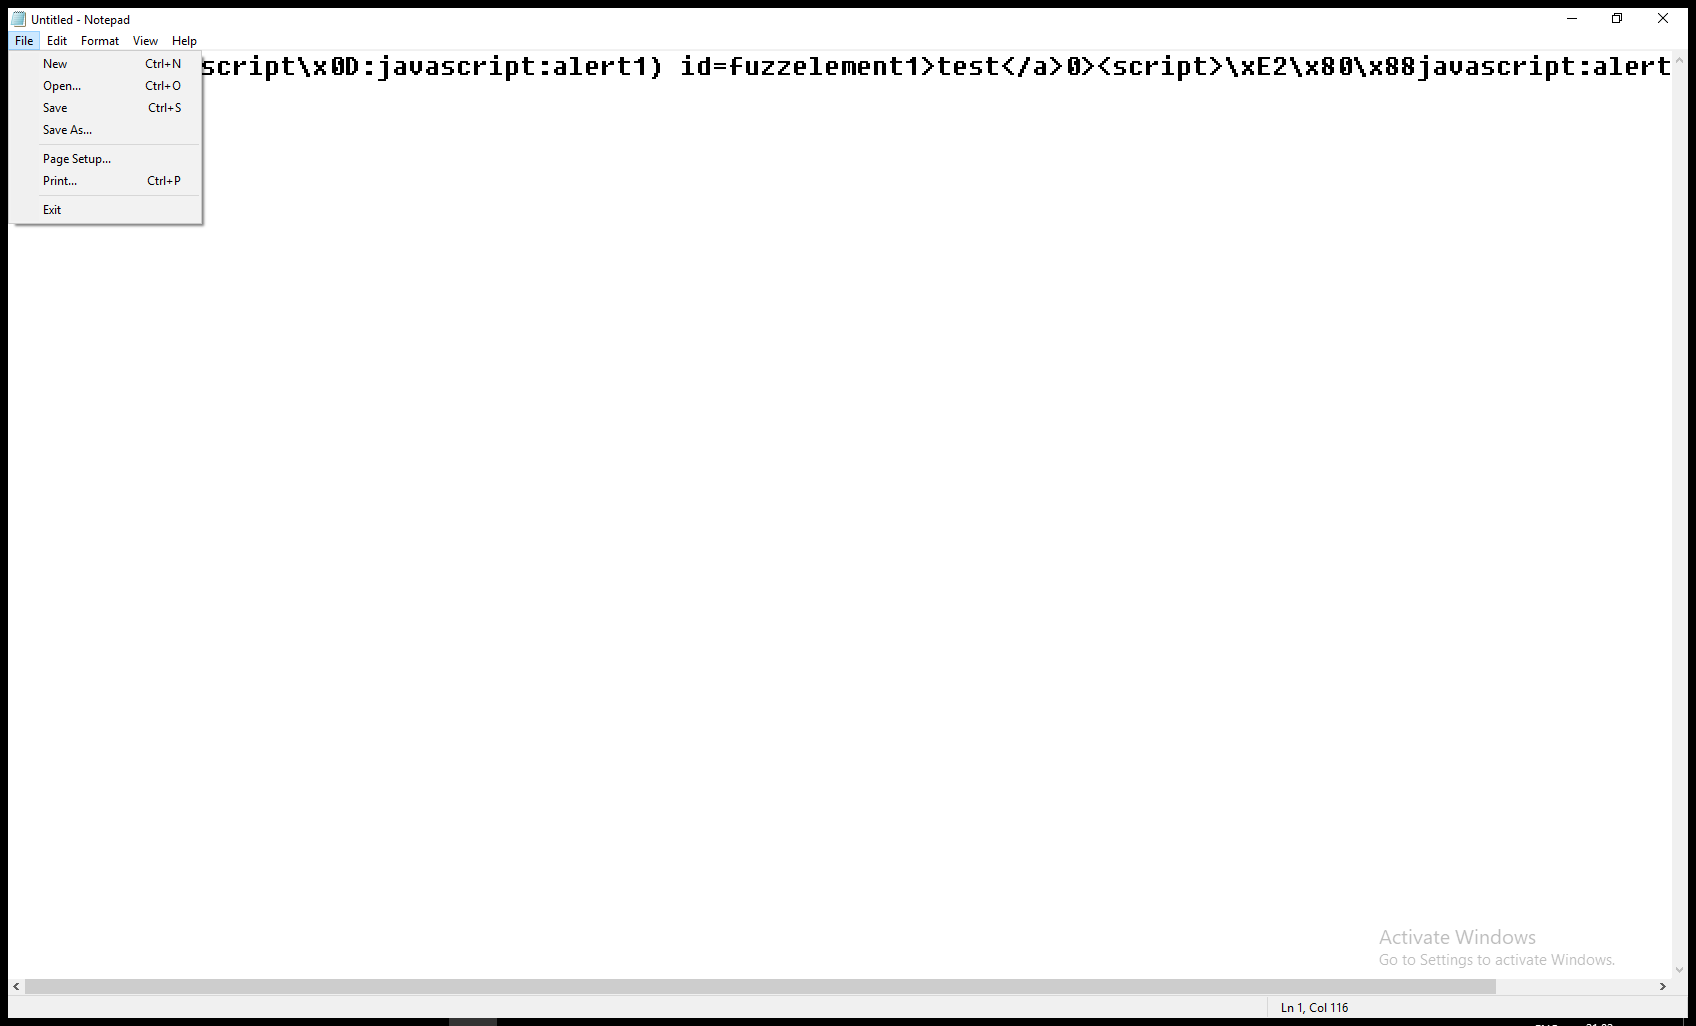 Untitled - Notepad
File Edit Format View Help
script\x0D:javascript:alert1) id=fuzzelement1>test</a>0><script>\xE2\x80\x88javascript:alert
New Ctrl+N
Open... Ctrl+O
Save Ctrl+S
Save As...
Page Setup...
Print... Ctrl+P
Exit
Activate Windows
Go to Settings to activate Windows.
Ln 1, Col 116